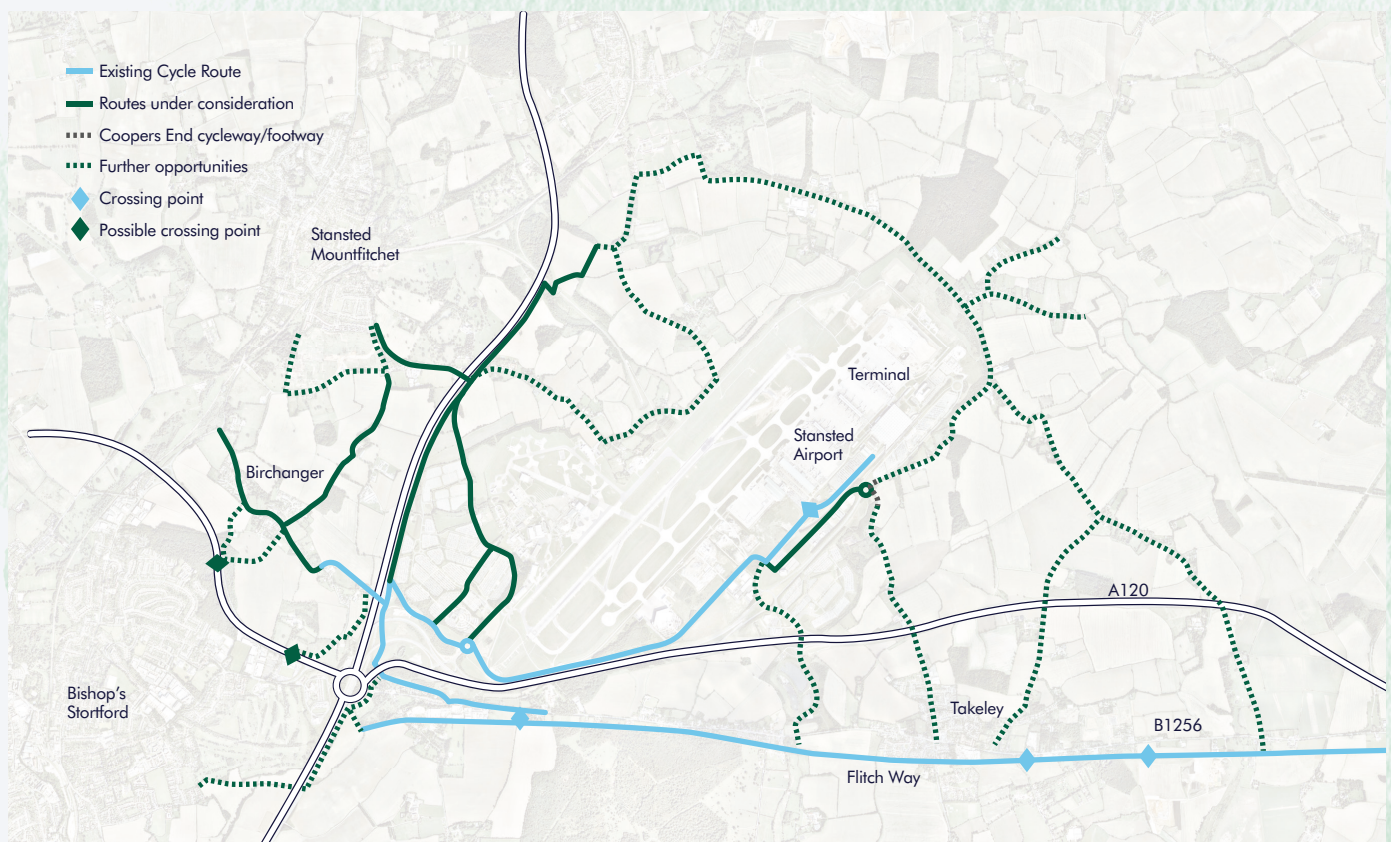 Existing Cycle Route
Routes under consideration
Coopers End cycleway/footway
Further opportunities
Crossing point
Possible crossing point
Stansted
Mountfitchet
Terminal
Stansted
Airport
Birchanger
A120
Bishop's
Stortford
Takeley
B1256
Flitch Way